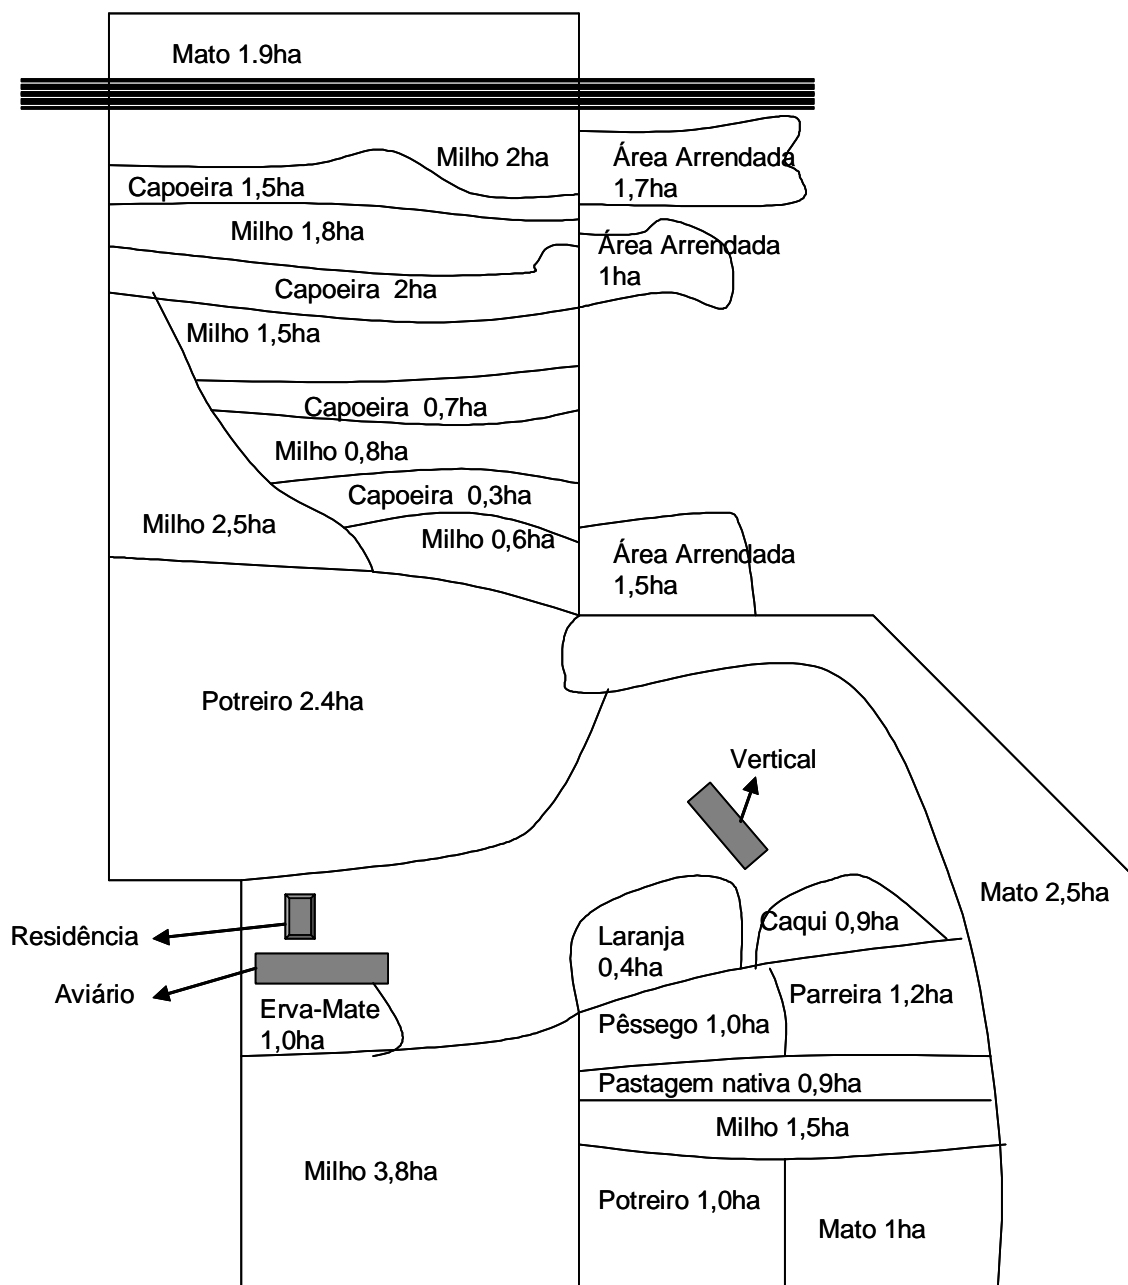 Mato 1.9ha
Milho 2ha
Área Arrendada
1,7ha
Capoeira 1,5ha
Milho 1,8ha
Área Arrendada
1ha
Capoeira  2ha
Milho 1,5ha
Capoeira  0,7ha
Milho 0,8ha
Capoeira  0,3ha
Milho 2,5ha
Milho 0,6ha
Área Arrendada
1,5ha
Potreiro 2.4ha
Vertical
Mato 2,5ha
Residência
Caqui 0,9ha
Laranja
0,4ha
Aviário
Erva-Mate
1,0ha
Parreira 1,2ha
Pêssego 1,0ha
Pastagem nativa 0,9ha
Milho 1,5ha
Milho 3,8ha
Potreiro 1,0ha
Mato 1ha